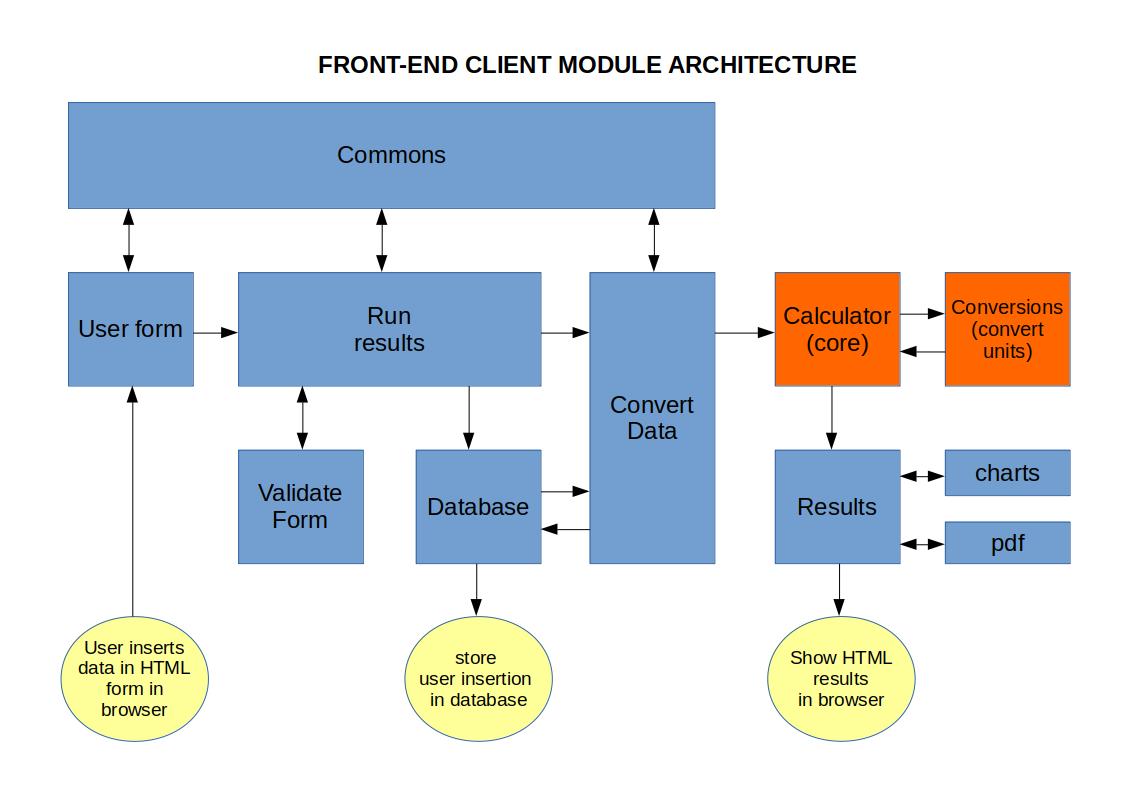 FRONT-END CLIENT MODULE ARCHITECTURE
Commons
User form
Run
results
Convert
Data
Calculator
(core)
Conversions
(convert
units)
Validate
Form
Database
Results
charts
pdf
User inserts
data in HTML
form in
browser
store
user insertion
in database
Show HTML
results
in browser